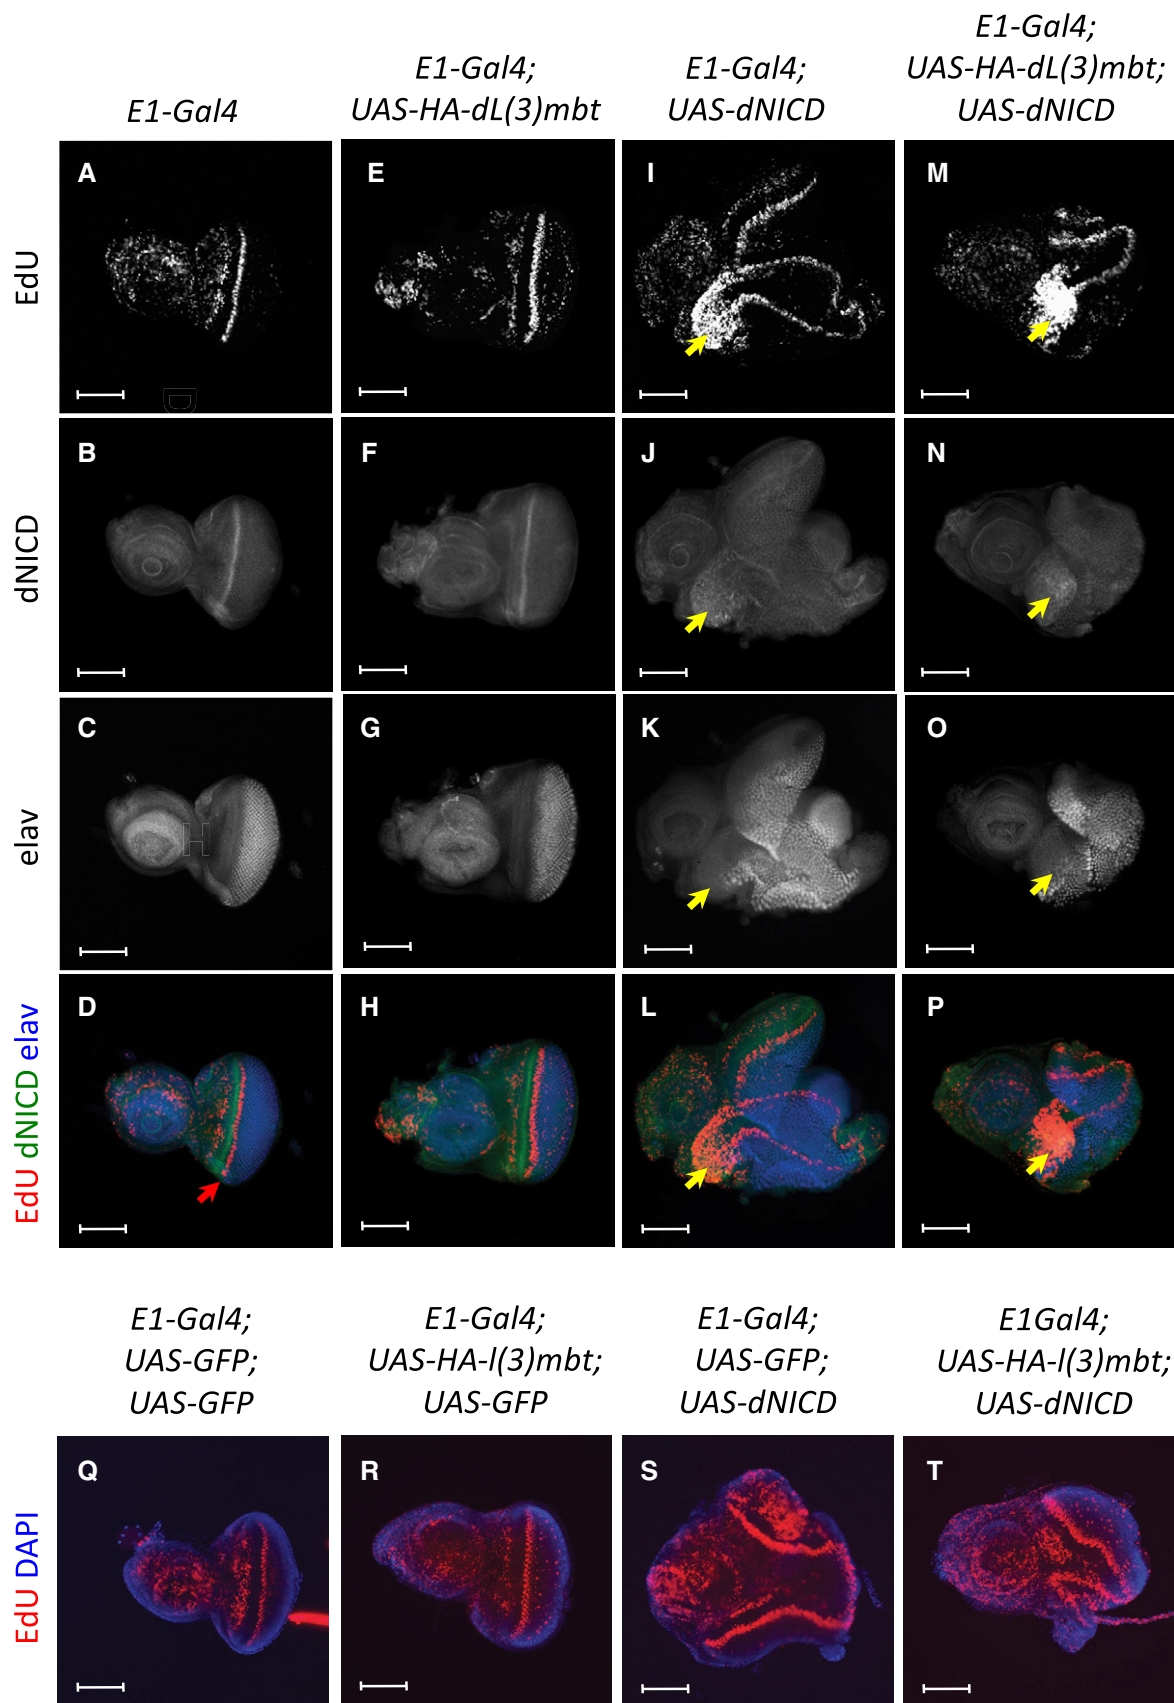 E1-Gal4;
E1-Gal4; E1-Gal4; UAS-HA-dL(3)mbt;
E1-Gal4 UAS-HA-dL(3)mbt UAS-dNICD UAS-dNICD
A E I M
EdU
D
B F J N
dNICD
C G K O
elav
H
D H L P
EdU dNICD elav
E1-Gal4; E1-Gal4; E1-Gal4; E1Gal4;
UAS-GFP; UAS-HA-l(3)mbt; UAS-GFP; UAS-HA-l(3)mbt;
UAS-GFP UAS-GFP UAS-dNICD UAS-dNICD
Q R S T
EdU DAPI